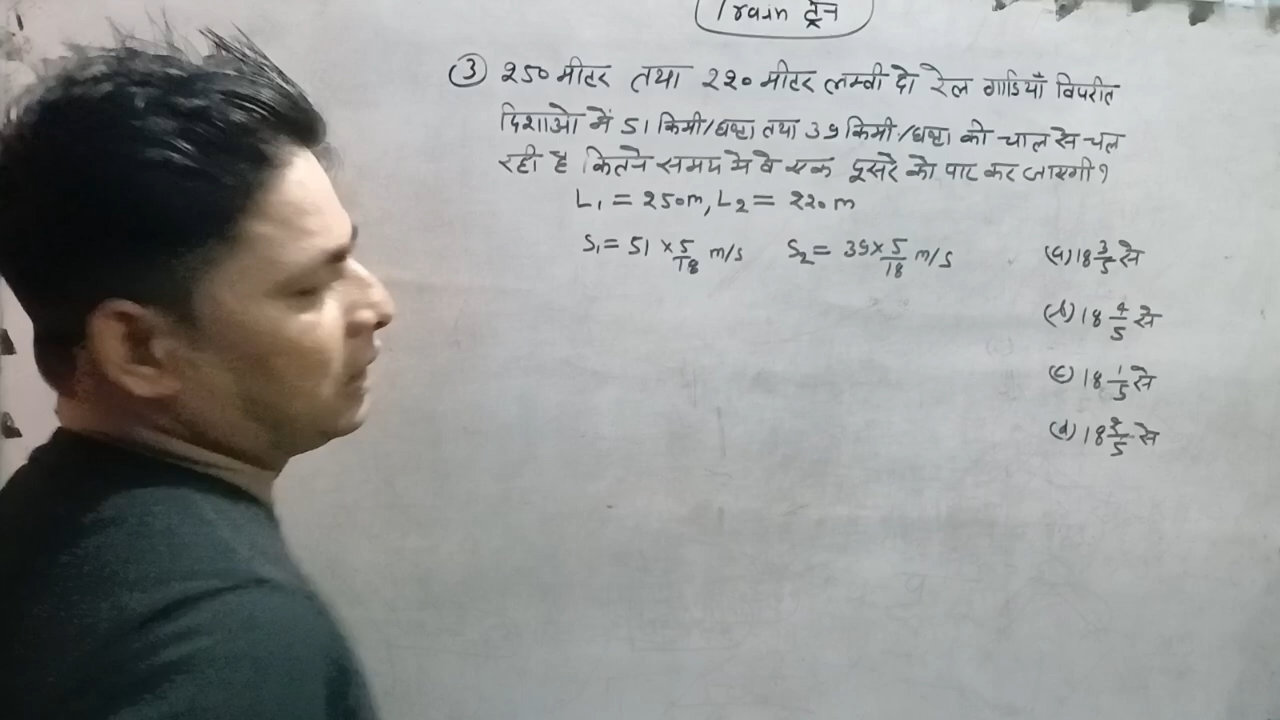 Train ट्रेन
③ 250 मीटर तथा 220 मीटर लम्बी दो रेल गाडियाँ विपरीत
दिशाओ में 51 किमी/घण्टा तथा 39 किमी/घण्टा की चाल से चल
रही है कितने समय मे वे एक दूसरे को पार कर जाएगी?
L₁ = 250m, L₂ = 220m
S₁ = 51 × 5/18 m/s S₂ = 39 × 5/18 m/s
(a) 18 3/5 से
(b) 18 4/5 से
(c) 18 1/5 से
(d) 18 2/5 से